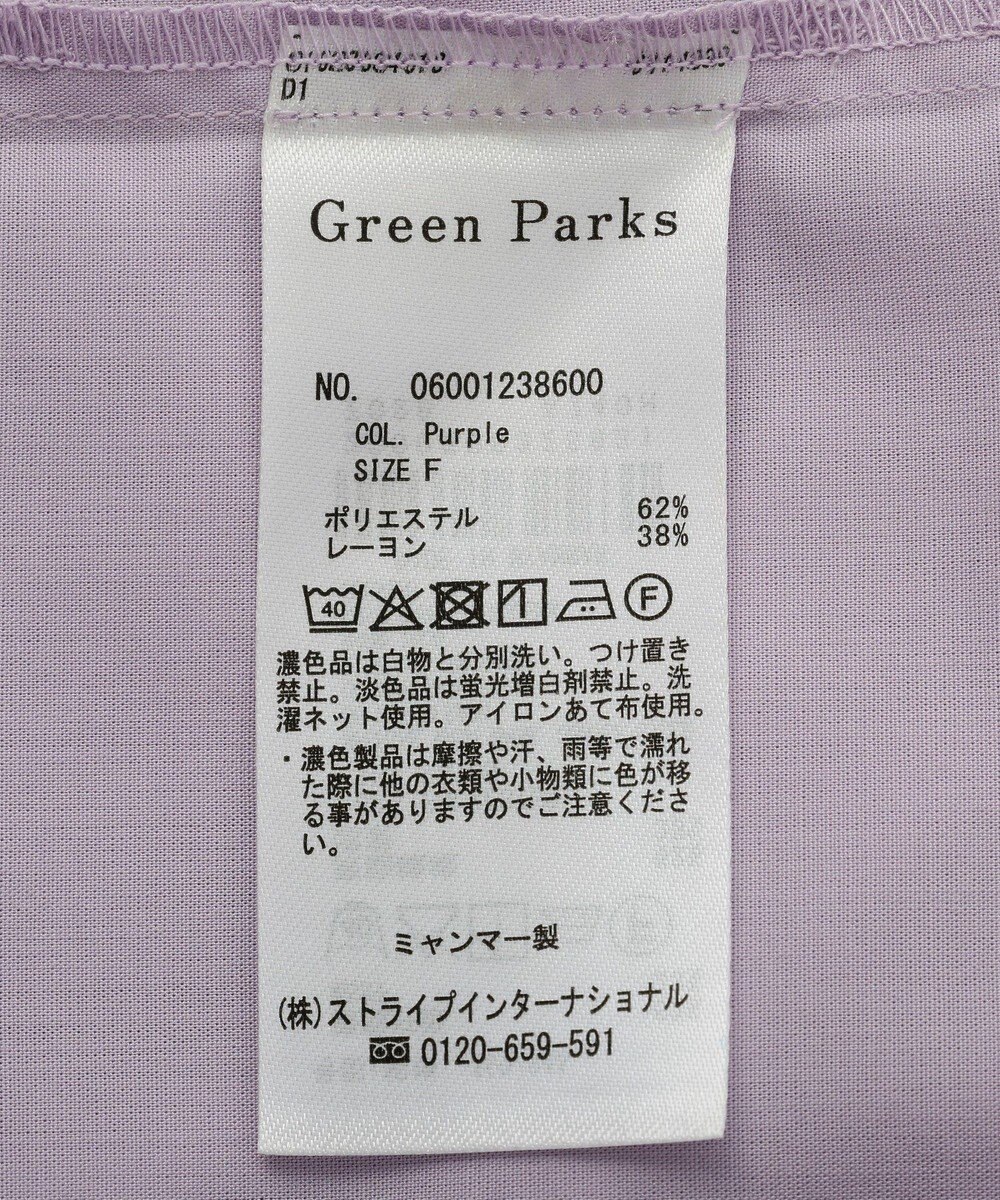 D1
Green Parks
NO. 06001238600
COL. Purple
SIZE F
ポリエステル 62%
レーヨン 38%
40 F
濃色品は白物と分別洗い。つけ置き
禁止。淡色品は蛍光増白剤禁止。洗
濯ネット使用。アイロンあて布使用。
・濃色製品は摩擦や汗、雨等で濡れ
た際に他の衣類や小物類に色が移
る事がありますのでご注意くださ
い。
ミャンマー製
(株)ストライプインターナショナル
0120-659-591